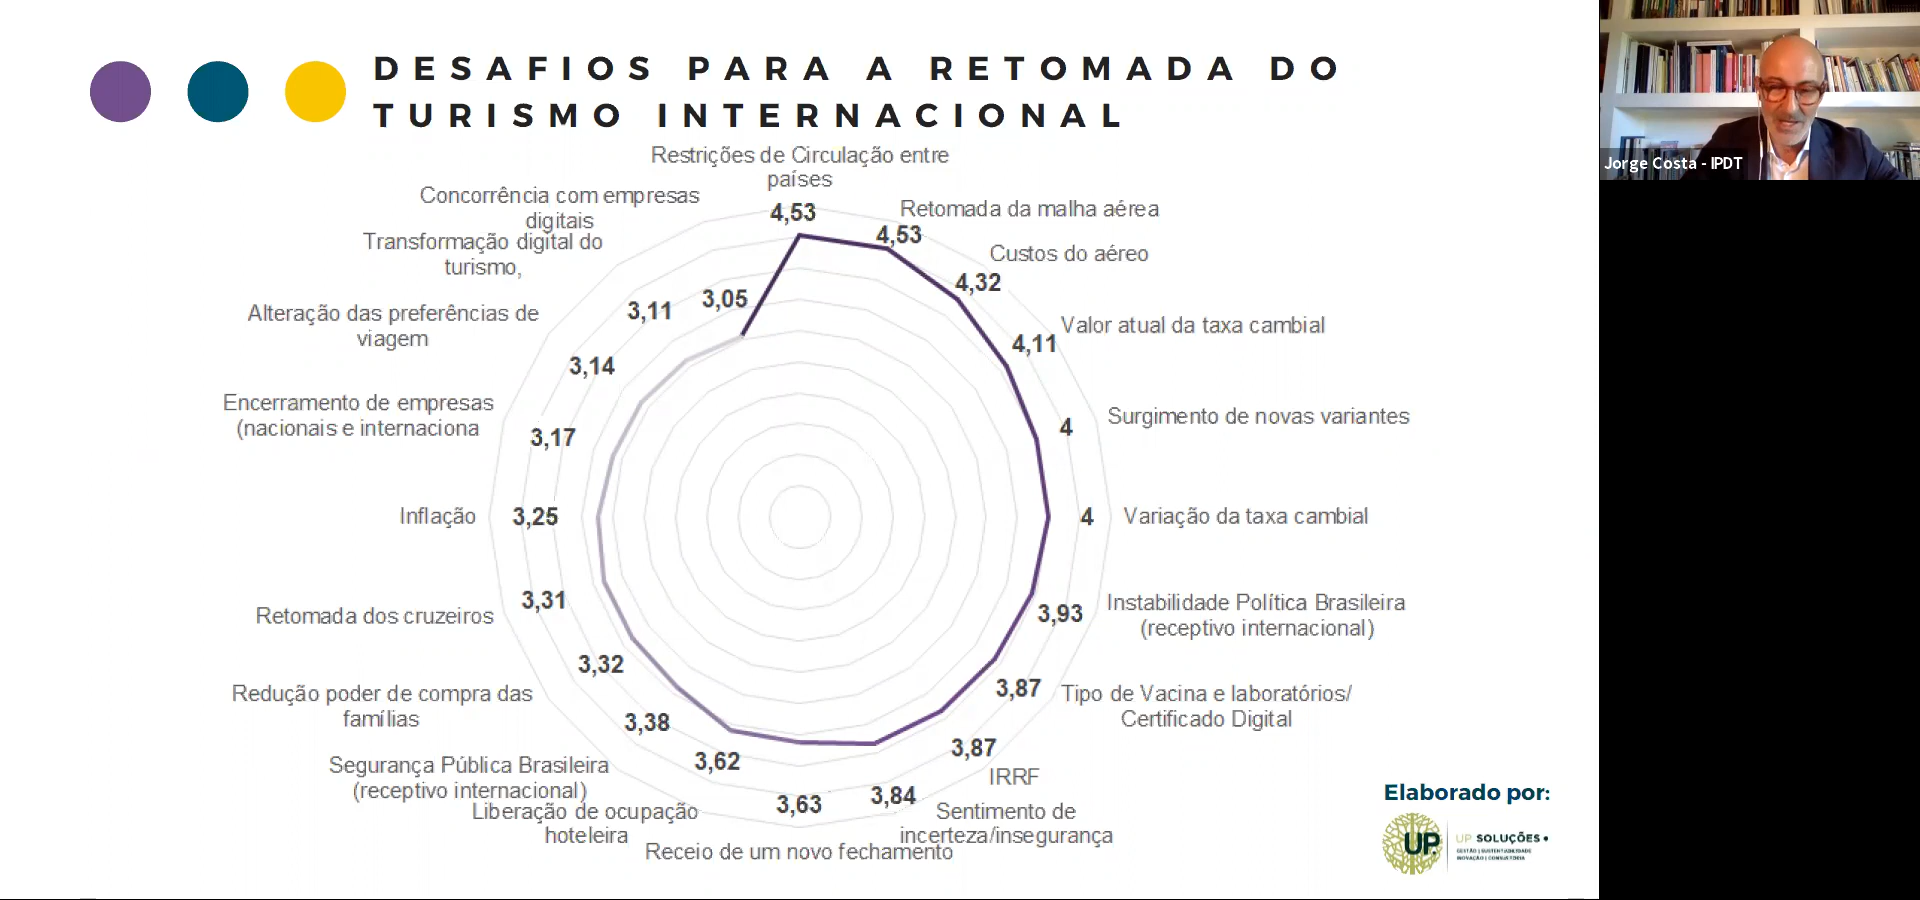 DESAFIOS PARA A RETOMADA DO
TURISMO INTERNACIONAL
Restrições de Circulação entre
países
4,53
Retomada da malha aérea
4,53
Custos do aéreo
4,32
Valor atual da taxa cambial
4,11
Surgimento de novas variantes
4
Variação da taxa cambial
4
Instabilidade Política Brasileira
(receptivo internacional)
3,93
Tipo de Vacina e laboratórios/
Certificado Digital
3,87
IRRF
3,87
Sentimento de
incerteza/insegurança
3,84
Receio de um novo fechamento
3,63
Liberação de ocupação
hoteleira
3,62
Segurança Pública Brasileira
(receptivo internacional)
3,38
Redução poder de compra das
famílias
3,32
Retomada dos cruzeiros
3,31
Inflação
3,25
Encerramento de empresas
(nacionais e internaciona
3,17
Alteração das preferências de
viagem
3,14
Transformação digital do
turismo,
3,11
Concorrência com empresas
digitais
3,05
Elaborado por:
UP.
UP SOLUÇÕES
GESTÃO | SUSTENTABILIDADE
INOVAÇÃO | CONSULTORIA
Jorge Costa - IPDT